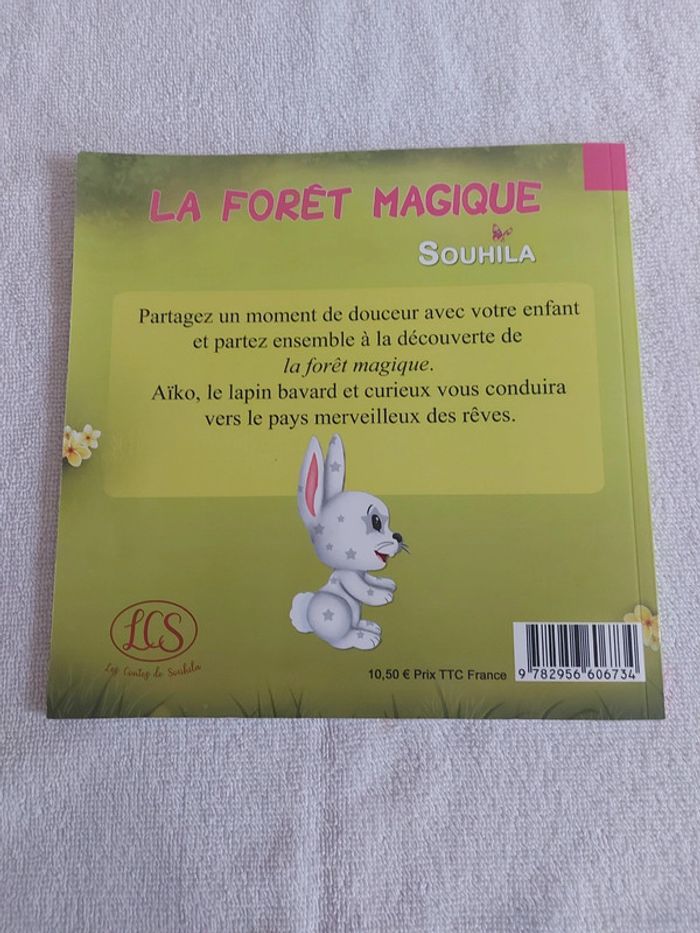 LA FORÊT MAGIQUE
SOUHILA
Partagez un moment de douceur avec votre enfant
et partez ensemble à la découverte de
la forêt magique.
Aïko, le lapin bavard et curieux vous conduira
vers le pays merveilleux des rêves.
LCS
Les Contes de Souhila
10,50 € Prix TTC France
9 782956 606734